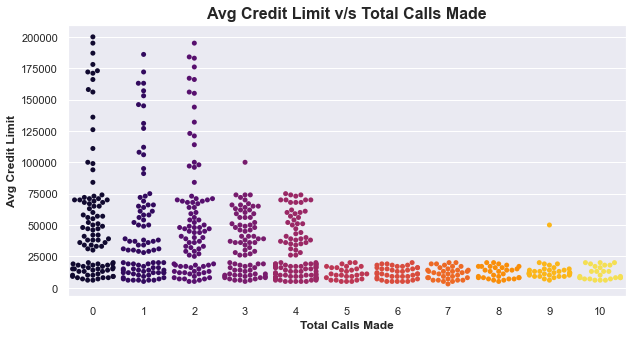 Avg Credit Limit v/s Total Calls Made
Avg Credit Limit
200000
175000
150000
125000
100000
75000
50000
25000
0
0 1 2 3 4 5 6 7 8 9 10
Total Calls Made